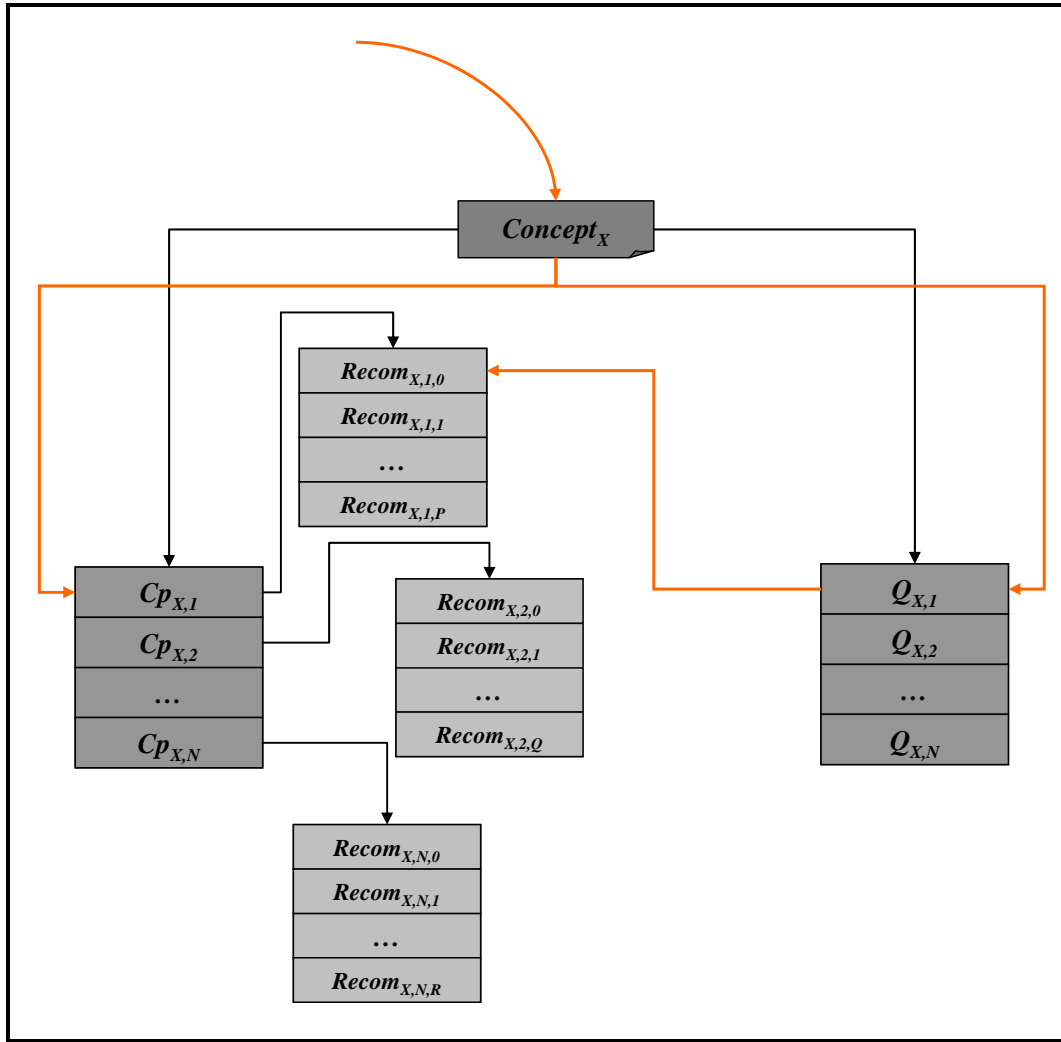 Concept_X
Recom_X,1,0
Recom_X,1,1
…
Recom_X,1,P
Cp_X,1
Cp_X,2
…
Cp_X,N
Recom_X,2,0
Recom_X,2,1
…
Recom_X,2,Q
Q_X,1
Q_X,2
…
Q_X,N
Recom_X,N,0
Recom_X,N,1
…
Recom_X,N,R